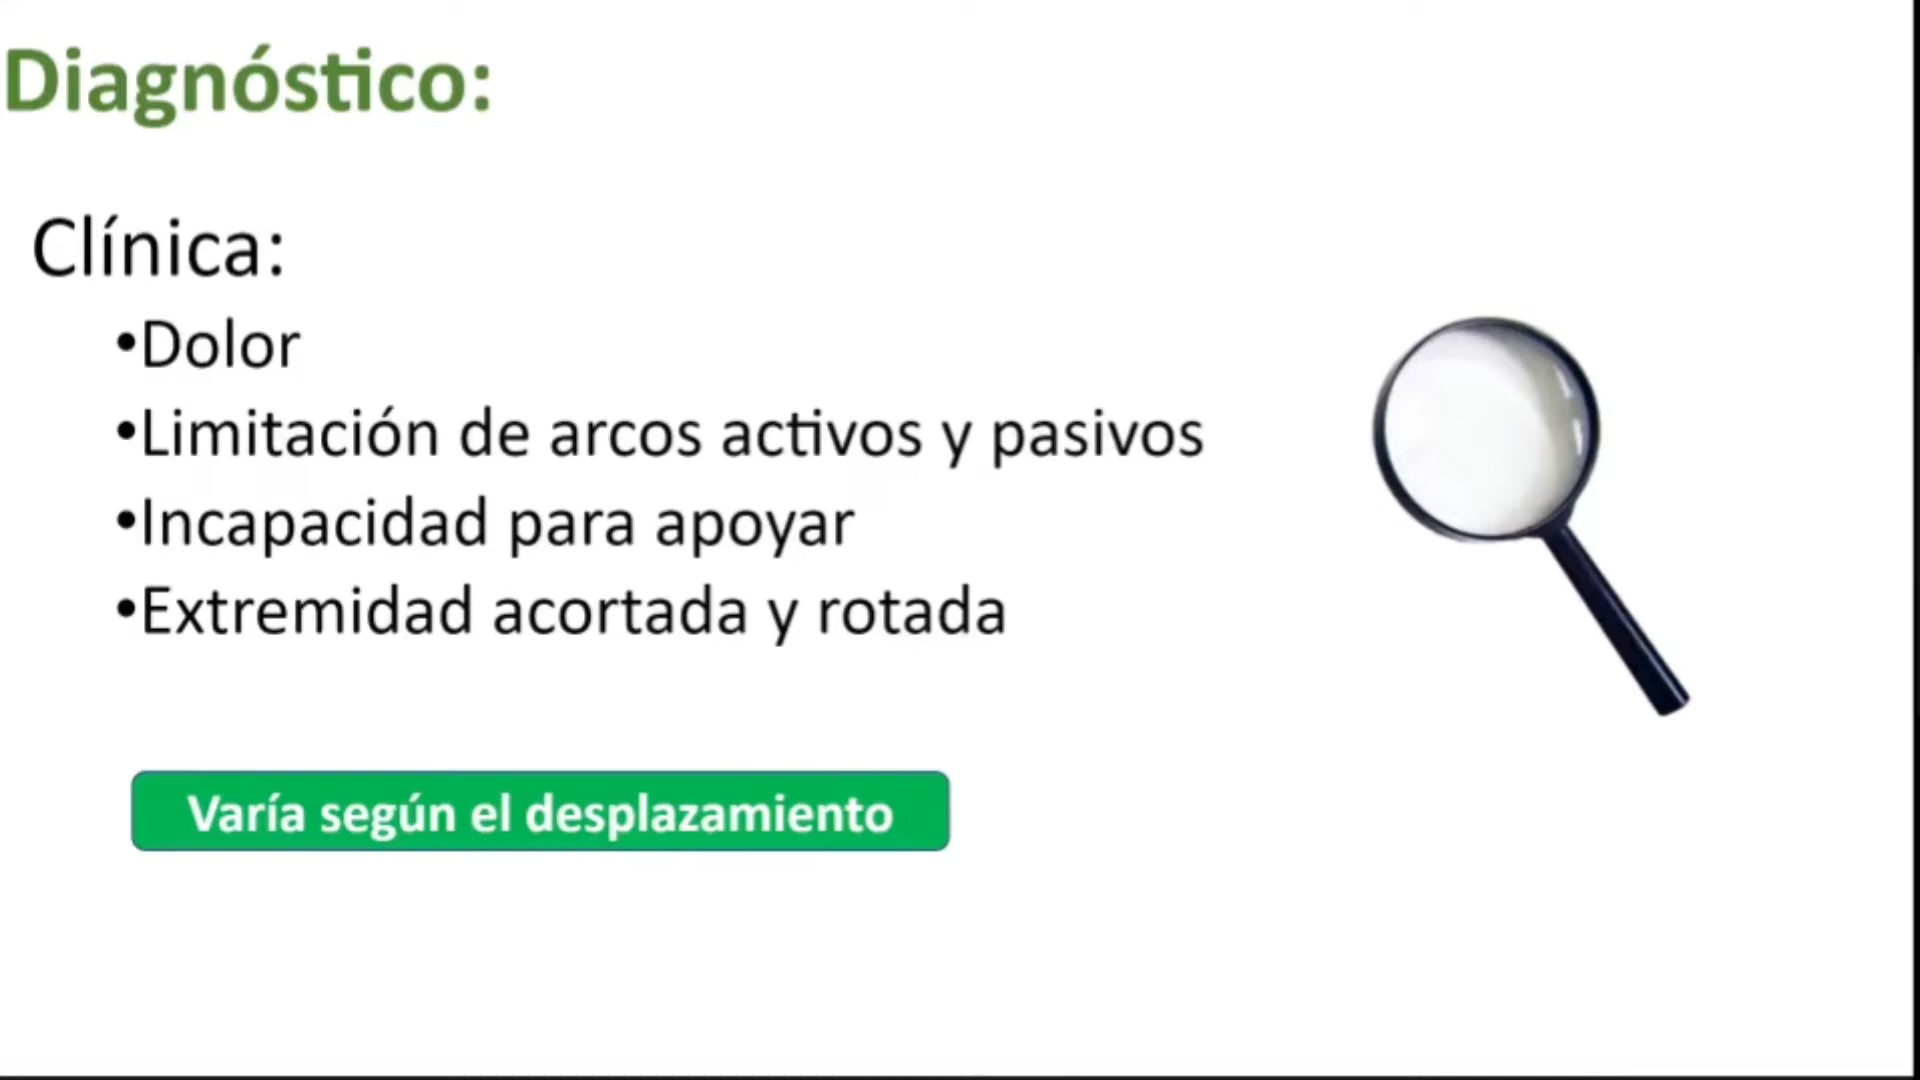 Diagnóstico:
Clínica:
•Dolor
•Limitación de arcos activos y pasivos
•Incapacidad para apoyar
•Extremidad acortada y rotada
Varía según el desplazamiento